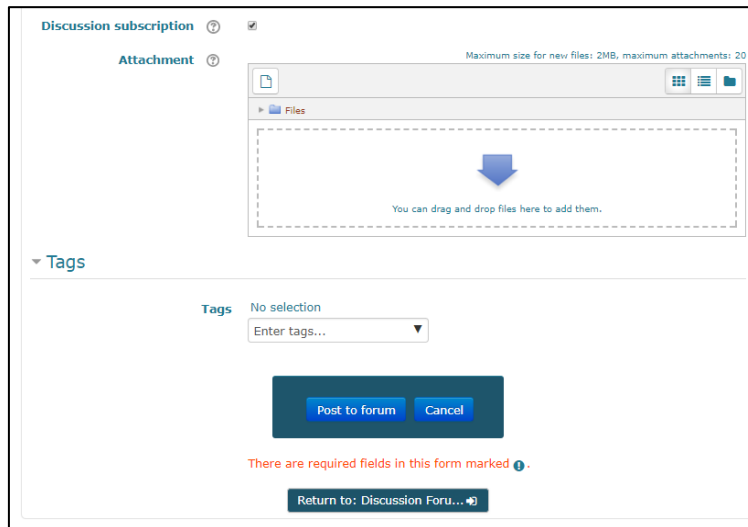 Discussion subscription
Attachment
Maximum size for new files: 2MB, maximum attachments: 20
Files
You can drag and drop files here to add them.
Tags
Tags
No selection
Enter tags...
Post to forum
Cancel
There are required fields in this form marked .
Return to: Discussion Foru...